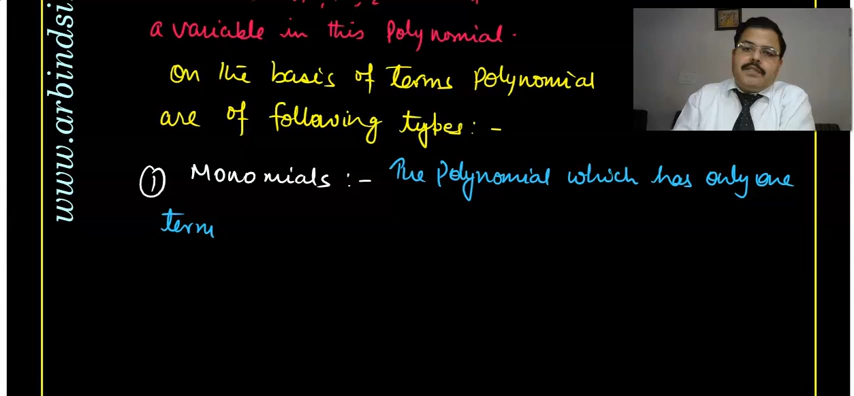 a variable in this Polynomial.
On the basis of terms Polynomial
are of following types:-
① Monomials :- The Polynomial which has only one
term
www.arbindsi